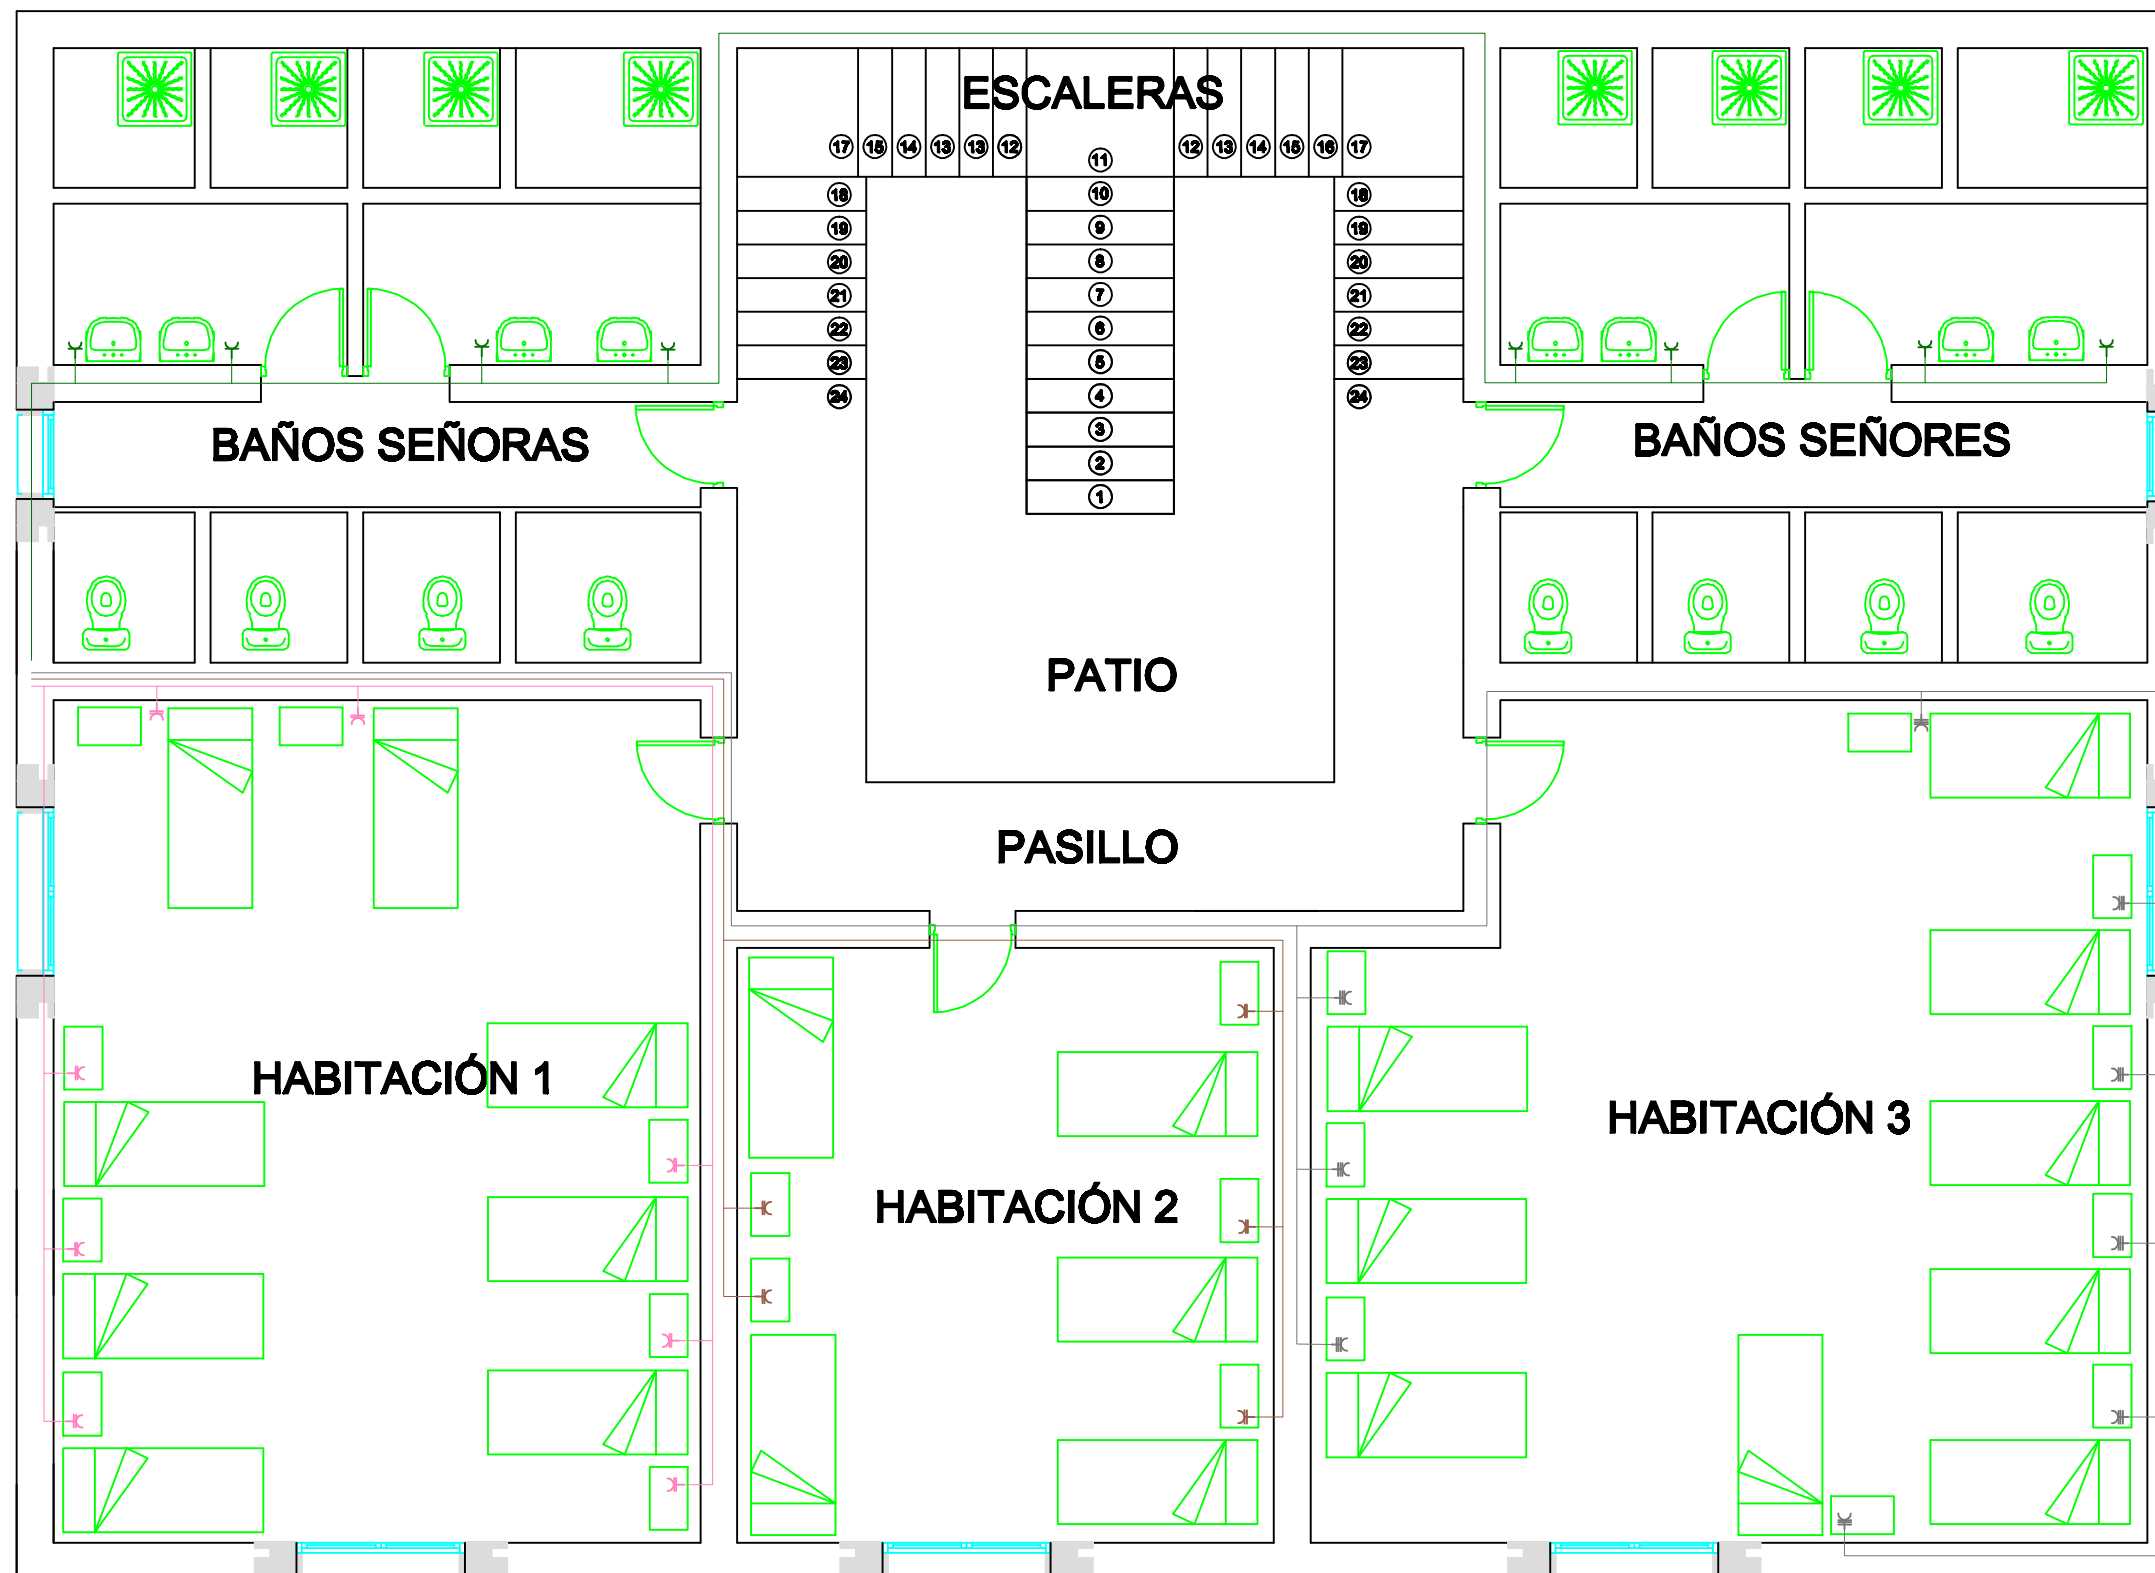 ESCALERAS
17 15 14 13 13 12 11 12 13 14 15 16 17
18 10 18
19 9 19
20 8 20
21 7 21
22 6 22
23 5 23
24 4 24
3
BAÑOS SEÑORAS
BAÑOS SEÑORES
2
1
PATIO
PASILLO
HABITACIÓN 1
HABITACIÓN 3
HABITACIÓN 2